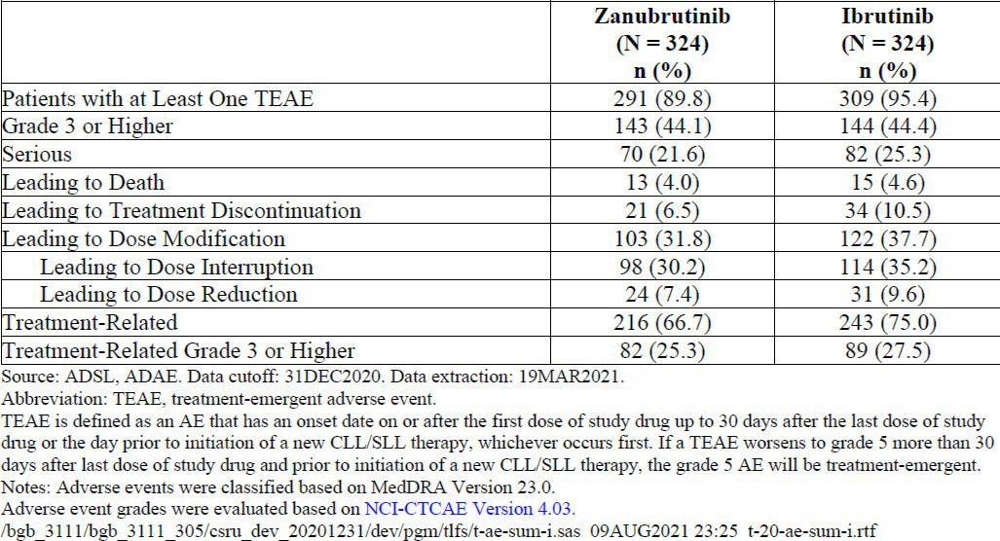 Zanubrutinib Ibrutinib
(N = 324) (N = 324)
n (%) n (%)
Patients with at Least One TEAE 291 (89.8) 309 (95.4)
Grade 3 or Higher 143 (44.1) 144 (44.4)
Serious 70 (21.6) 82 (25.3)
Leading to Death 13 (4.0) 15 (4.6)
Leading to Treatment Discontinuation 21 (6.5) 34 (10.5)
Leading to Dose Modification 103 (31.8) 122 (37.7)
Leading to Dose Interruption 98 (30.2) 114 (35.2)
Leading to Dose Reduction 24 (7.4) 31 (9.6)
Treatment-Related 216 (66.7) 243 (75.0)
Treatment-Related Grade 3 or Higher 82 (25.3) 89 (27.5)
Source: ADSL, ADAE. Data cutoff: 31DEC2020. Data extraction: 19MAR2021.
Abbreviation: TEAE, treatment-emergent adverse event.
TEAE is defined as an AE that has an onset date on or after the first dose of study drug up to 30 days after the last dose of study
drug or the day prior to initiation of a new CLL/SLL therapy, whichever occurs first. If a TEAE worsens to grade 5 more than 30
days after last dose of study drug and prior to initiation of a new CLL/SLL therapy, the grade 5 AE will be treatment-emergent.
Notes: Adverse events were classified based on MedDRA Version 23.0.
Adverse event grades were evaluated based on NCI-CTCAE Version 4.03.
/bgb_3111/bgb_3111_305/csru_dev_20201231/dev/pgm/tlfs/t-ae-sum-i.sas 09AUG2021 23:25 t-20-ae-sum-i.rtf